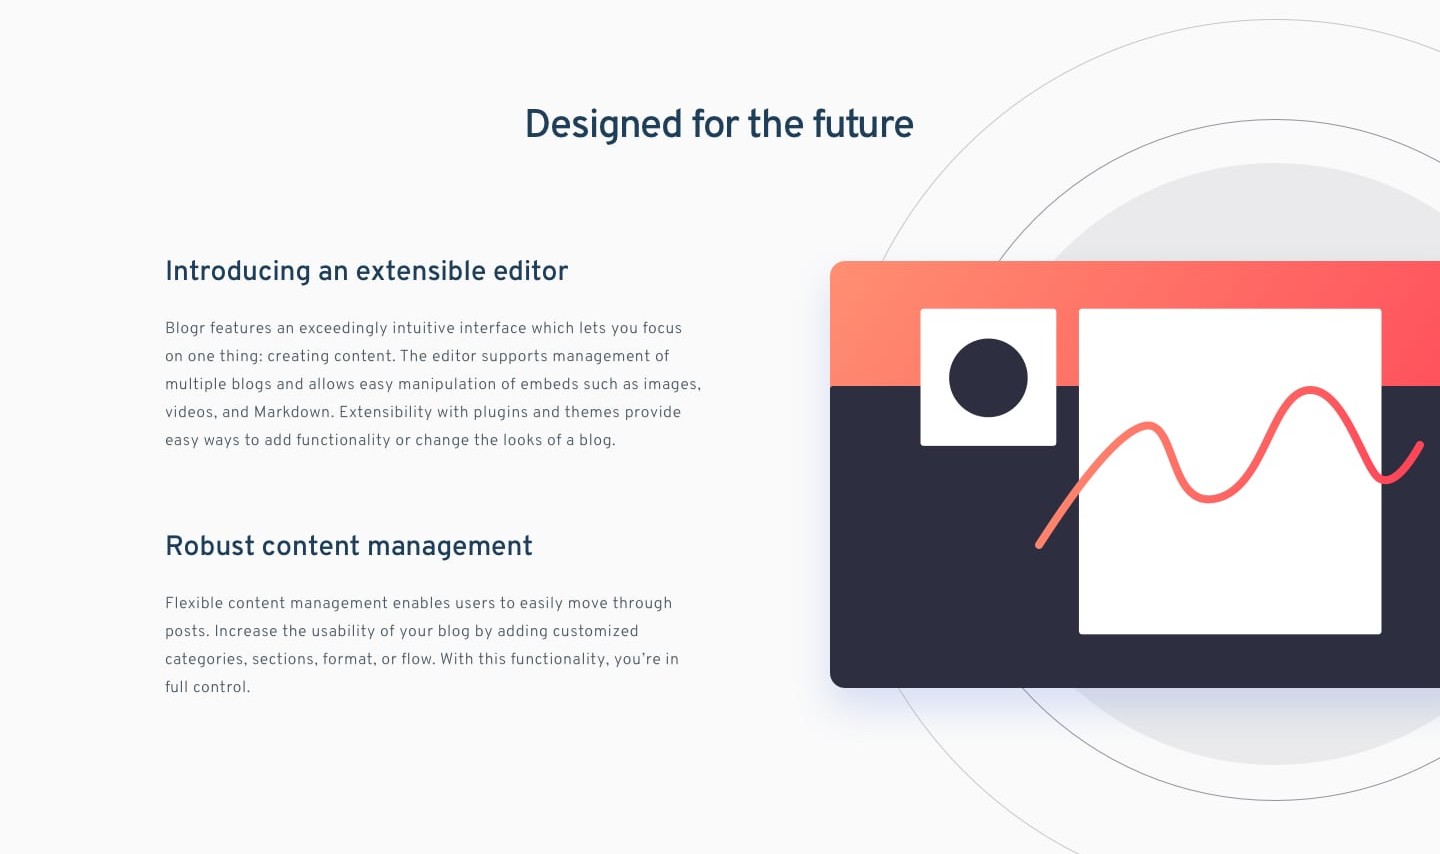 Designed for the future
Introducing an extensible editor
Blogr features an exceedingly intuitive interface which lets you focus
on one thing: creating content. The editor supports management of
multiple blogs and allows easy manipulation of embeds such as images,
videos, and Markdown. Extensibility with plugins and themes provide
easy ways to add functionality or change the looks of a blog.
Robust content management
Flexible content management enables users to easily move through
posts. Increase the usability of your blog by adding customized
categories, sections, format, or flow. With this functionality, you’re in
full control.